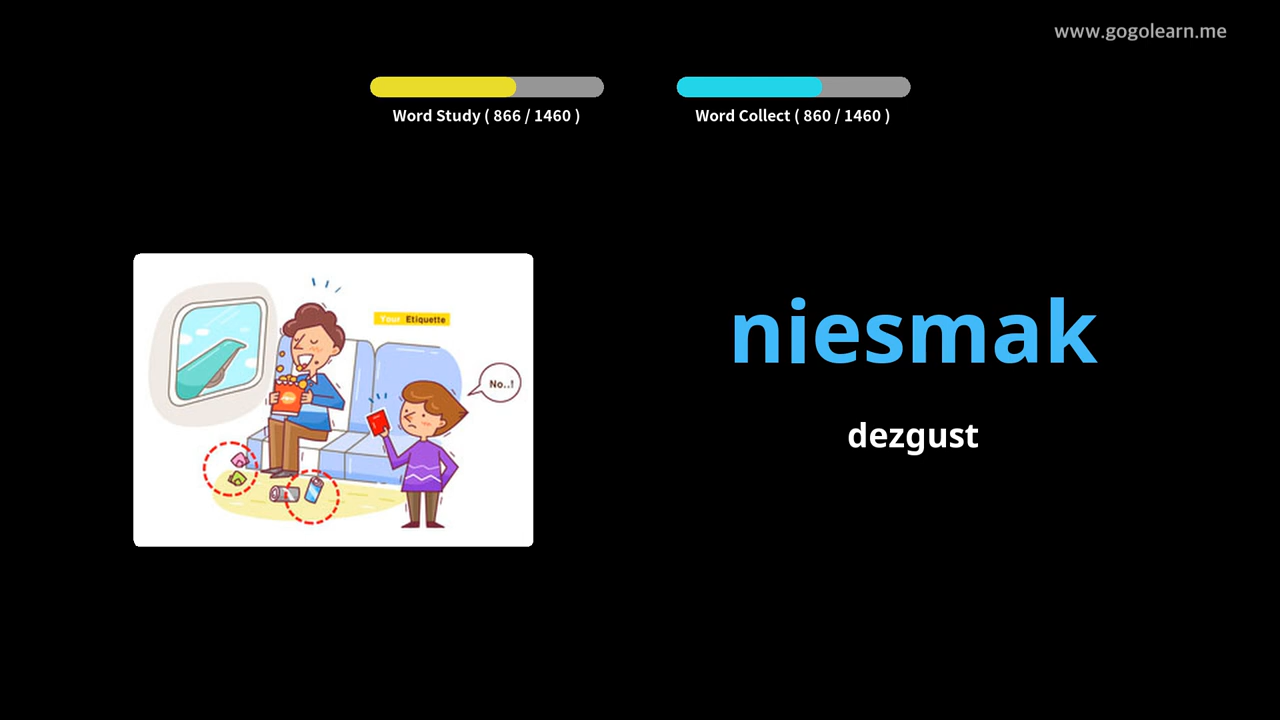 www.gogolearn.me
Word Study ( 866 / 1460 )
Word Collect ( 860 / 1460 )
Your Etiquette
No..!
niesmak
dezgust